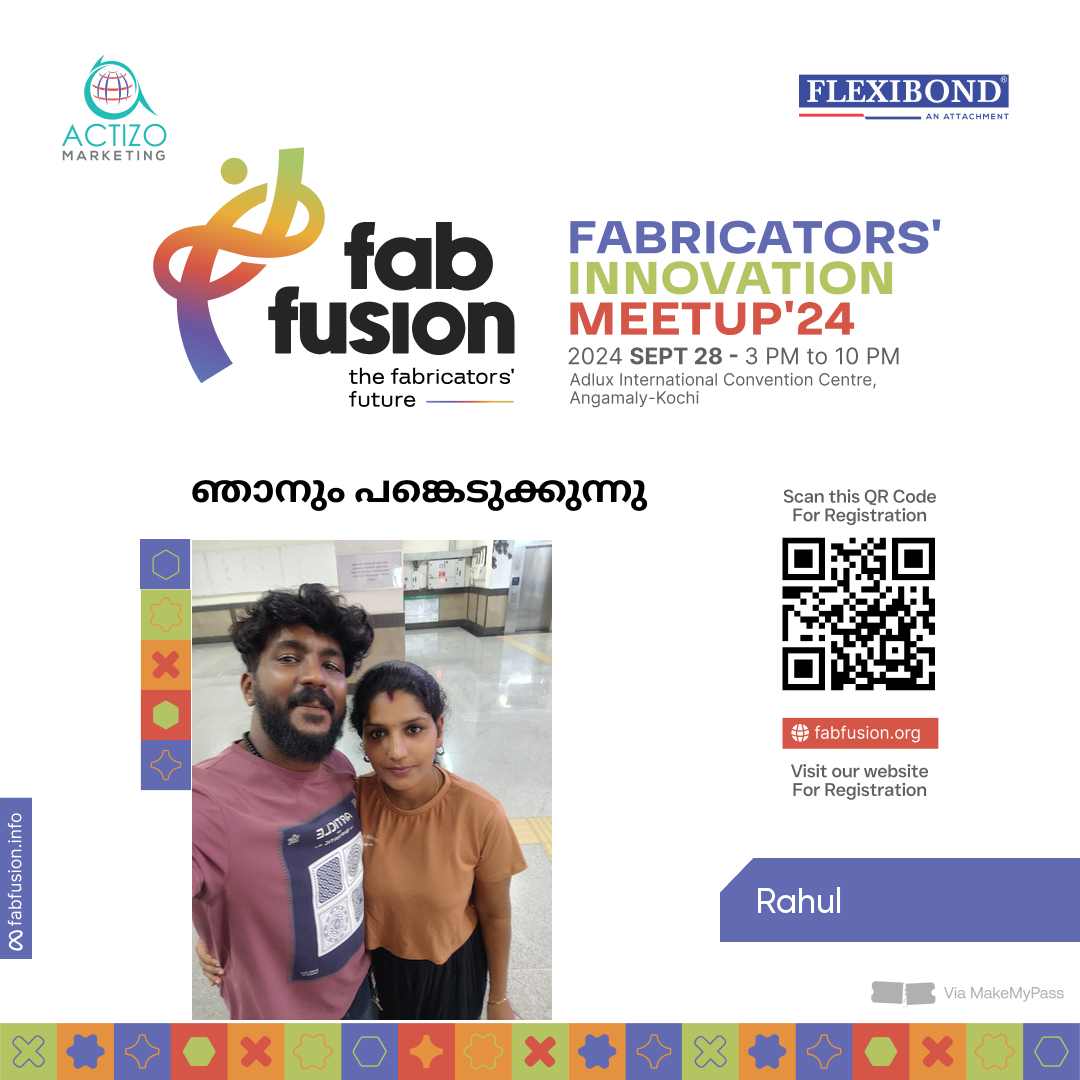 ACTIZO
MARKETING
FLEXIBOND®
AN ATTACHMENT
fab
fusion
the fabricators'
future
FABRICATORS'
INNOVATION
MEETUP'24
2024 SEPT 28 - 3 PM to 10 PM
Adlux International Convention Centre,
Angamaly-Kochi
ഞാനും പങ്കെടുക്കുന്നു
Scan this QR Code
For Registration
fabfusion.org
Visit our website
For Registration
ARTICLE
fabfusion.info
Rahul
Via MakeMyPass